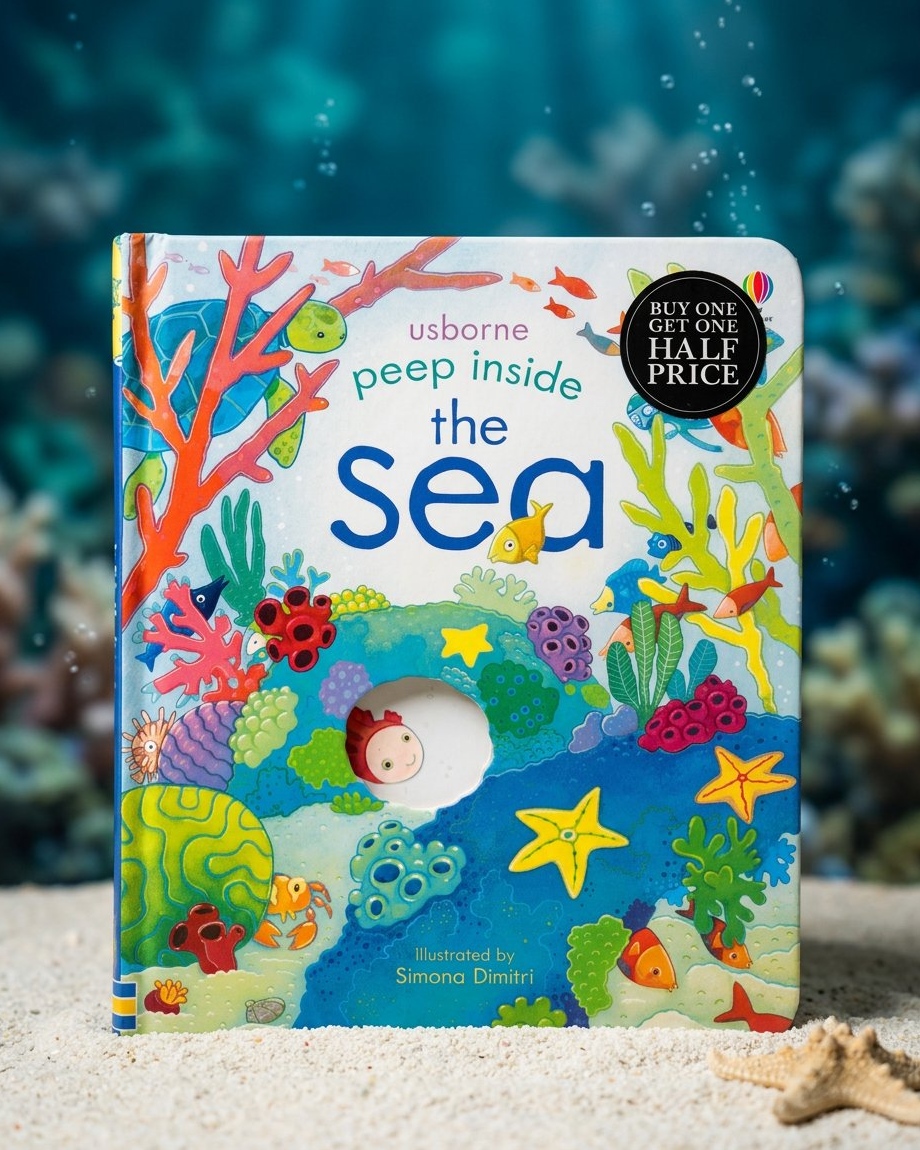 usborne
peep inside
the
Sea
BUY ONE
GET ONE
HALF
PRICE
Illustrated by
Simona Dimitri